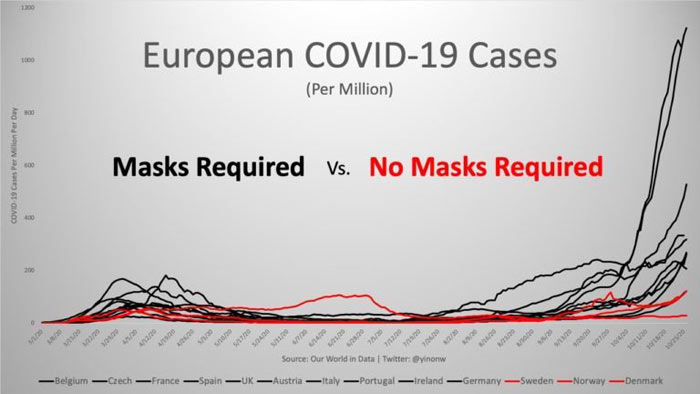 1200
European COVID-19 Cases
1000
(Per Million)
800
COVID-19 Cases Per Million Per Day
Masks Required Vs. No Masks Required
600
400
200
0
Source: Our World in Data | Twitter: @yinonw
Belgium Czech France Spain UK Austria Italy Portugal Ireland Germany Sweden Norway Denmark